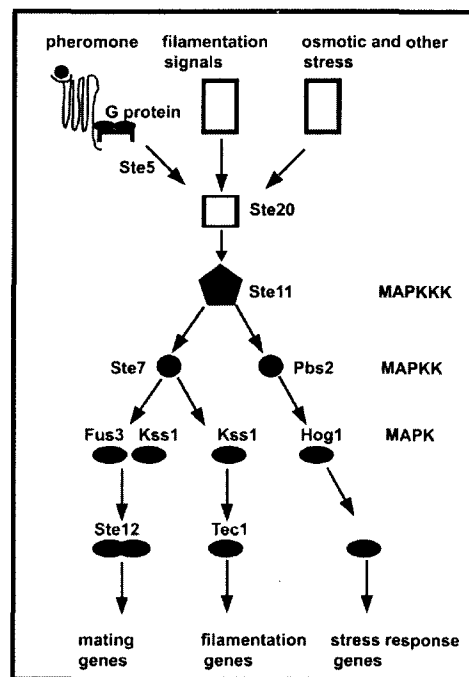 pheromone
filamentation
signals
osmotic and other
stress
G protein
Ste5
Ste20
Ste11
MAPKKK
Ste7
Pbs2
MAPKK
Fus3
Kss1
Kss1
Hog1
MAPK
Ste12
Tec1
mating
genes
filamentation
genes
stress response
genes